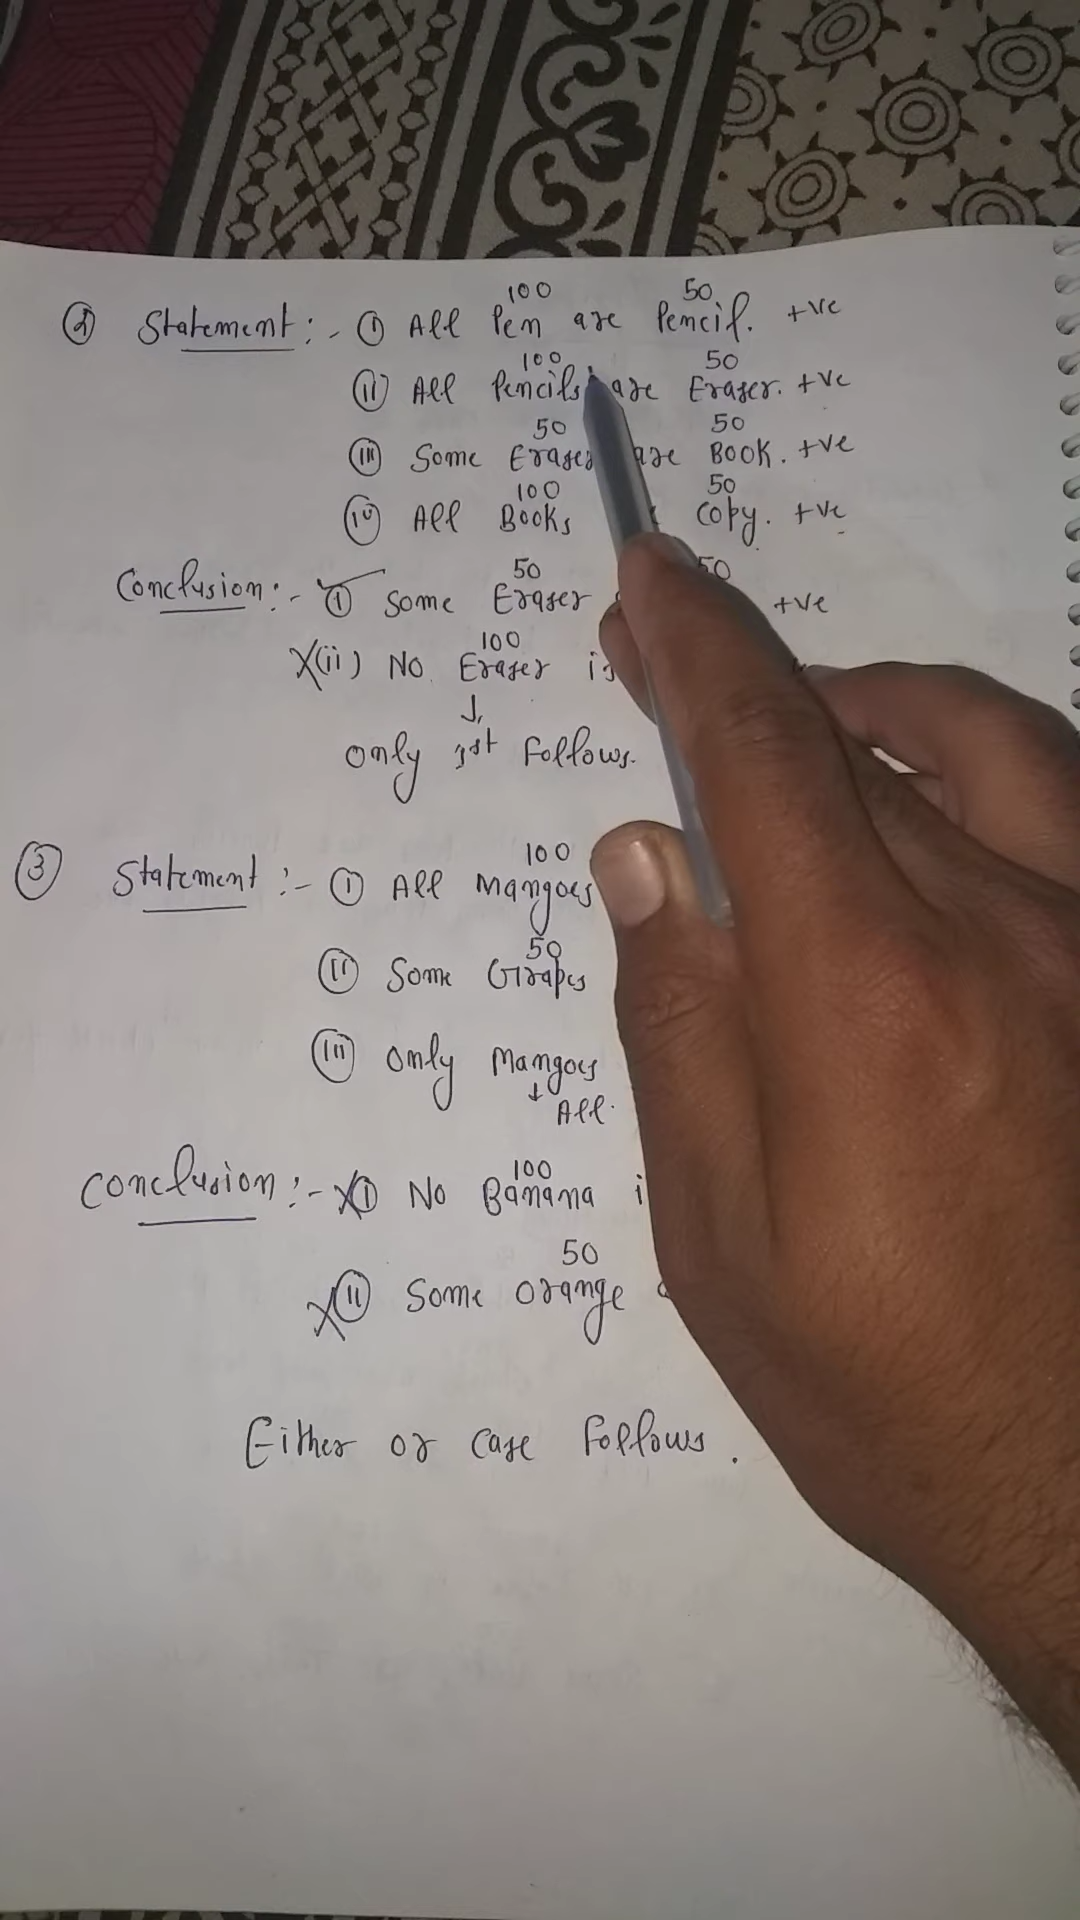 100 50
② Statement :- ① All Pen are Pencil. +ve
100 50
(II) All Pencils are Eraser. +ve
50 50
(III) Some Eraser are Book. +ve
100 50
All Books Copy. +ve
50 50
Conclusion :- ① Some Eraser +ve
100
X(ii) No Eraser is
↓
Only 1st Follows.
100
③ Statement :- ① All Mangoes
50
(II) Some Grapes
(III) Only Mangoes
↓
All.
100
Conclusion :- X① No Banana i
50
X(II) Some Orange
Either or Case Follows.